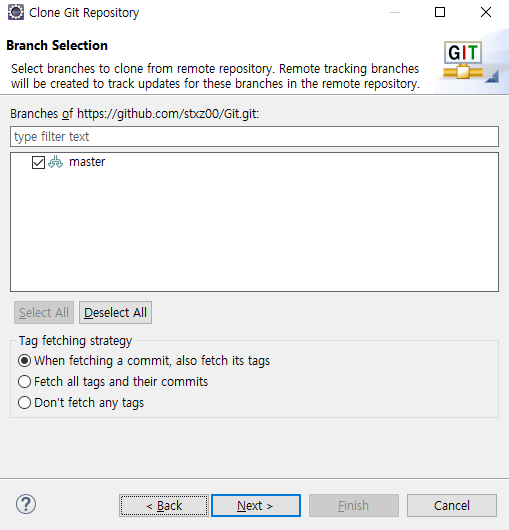 Clone Git Repository
Branch Selection
GIT
Select branches to clone from remote repository. Remote tracking branches
will be created to track updates for these branches in the remote repository.
Branches of https://github.com/stxz00/Git.git:
type filter text
master
Select All
Deselect All
Tag fetching strategy
When fetching a commit, also fetch its tags
Fetch all tags and their commits
Don't fetch any tags
?
< Back
Next >
Finish
Cancel